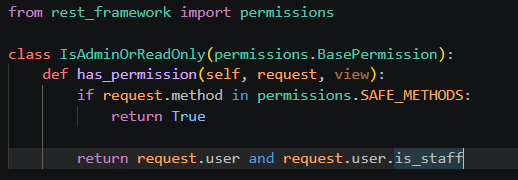 from rest_framework import permissions
class IsAdminOrReadOnly(permissions.BasePermission):
def has_permission(self, request, view):
if request.method in permissions.SAFE_METHODS:
return True
return request.user and request.user.is_staff